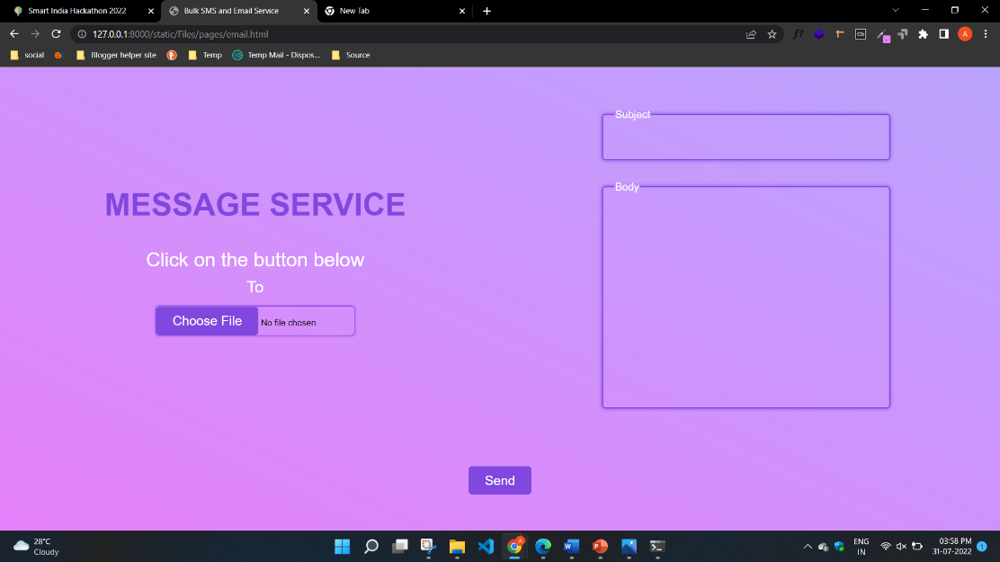 Smart India Hackathon 2022
Bulk SMS and Email Service
New Tab
127.0.0.1:8000/static/Files/pages/email.html
f?
Cb
A
social
Blogger helper site
Temp
Temp Mail - Dispos...
Source
MESSAGE SERVICE
Click on the button below
To
Choose File No file chosen
Subject
Body
Send
28°C
Cloudy
ENG
IN
03:58 PM
31-07-2022
1